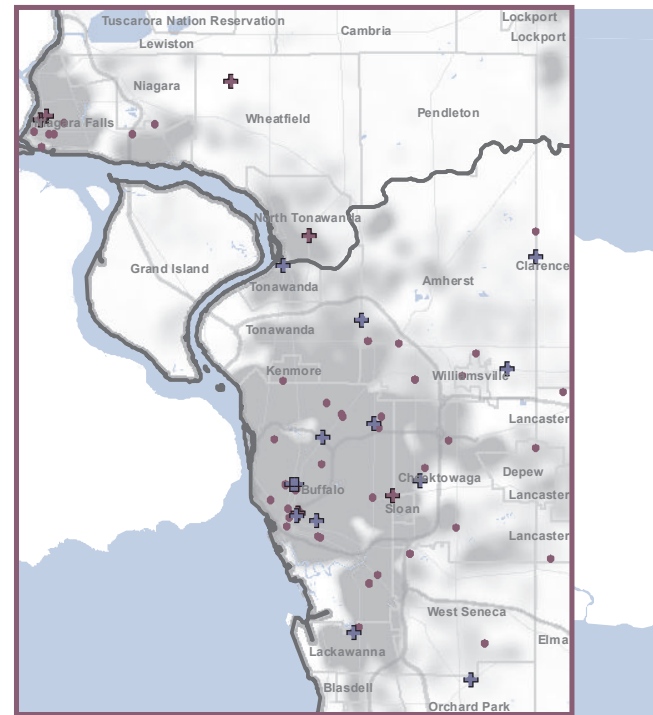 Tuscarora Nation Reservation
Lockport
Cambria
Lockport
Lewiston
Niagara
Niagara Falls
Wheatfield
Pendleton
North Tonawanda
Grand Island
Clarence
Amherst
Tonawanda
Tonawanda
Kenmore
Williamsville
Lancaster
Cheektowaga
Depew
Buffalo
Lancaster
Sloan
Lancaster
West Seneca
Elma
Lackawanna
Blasdell
Orchard Park